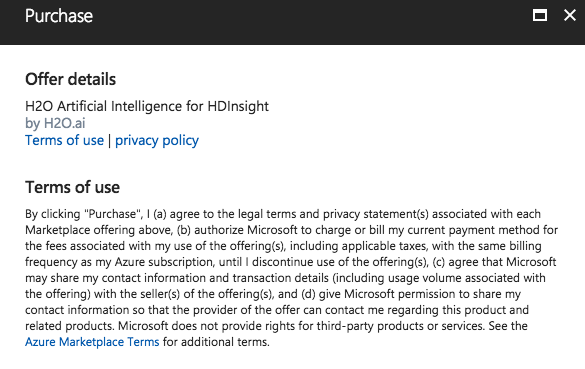 Purchase
Offer details
H2O Artificial Intelligence for HDInsight
by H2O.ai
Terms of use | privacy policy
Terms of use
By clicking "Purchase", I (a) agree to the legal terms and privacy statement(s) associated with each
Marketplace offering above, (b) authorize Microsoft to charge or bill my current payment method for
the fees associated with my use of the offering(s), including applicable taxes, with the same billing
frequency as my Azure subscription, until I discontinue use of the offering(s), (c) agree that Microsoft
may share my contact information and transaction details (including usage volume associated with
the offering) with the seller(s) of the offering(s), and (d) give Microsoft permission to share my
contact information so that the provider of the offer can contact me regarding this product and
related products. Microsoft does not provide rights for third-party products or services. See the
Azure Marketplace Terms for additional terms.